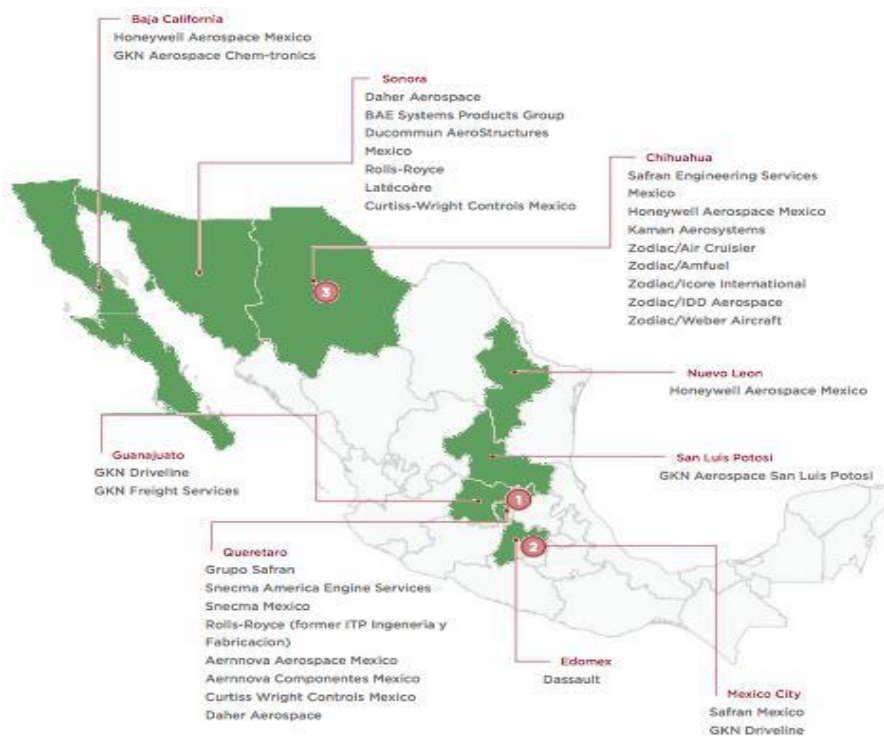 Baja California
Honeywell Aerospace Mexico
GKN Aerospace Chem-tronics
Sonora
Daher Aerospace
BAE Systems Products Group
Ducommun AeroStructures
Mexico
Rolls-Royce
Latécoère
Curtiss-Wright Controls Mexico
Chihuahua
Safran Engineering Services
Mexico
Honeywell Aerospace Mexico
Kaman Aerosystems
Zodiac/Air Cruisier
Zodiac/Amfuel
Zodiac/Icore International
Zodiac/IDD Aerospace
Zodiac/Weber Aircraft
3
Nuevo Leon
Honeywell Aerospace Mexico
Guanajuato
GKN Driveline
GKN Freight Services
San Luis Potosi
GKN Aerospace San Luis Potosi
1
2
Queretaro
Grupo Safran
Snecma America Engine Services
Snecma Mexico
Rolls-Royce (former ITP Ingeneria y
Fabricacion)
Aernnova Aerospace Mexico
Aernnova Componentes Mexico
Curtiss Wright Controls Mexico
Daher Aerospace
Edomex
Dassault
Mexico City
Safran Mexico
GKN Driveline